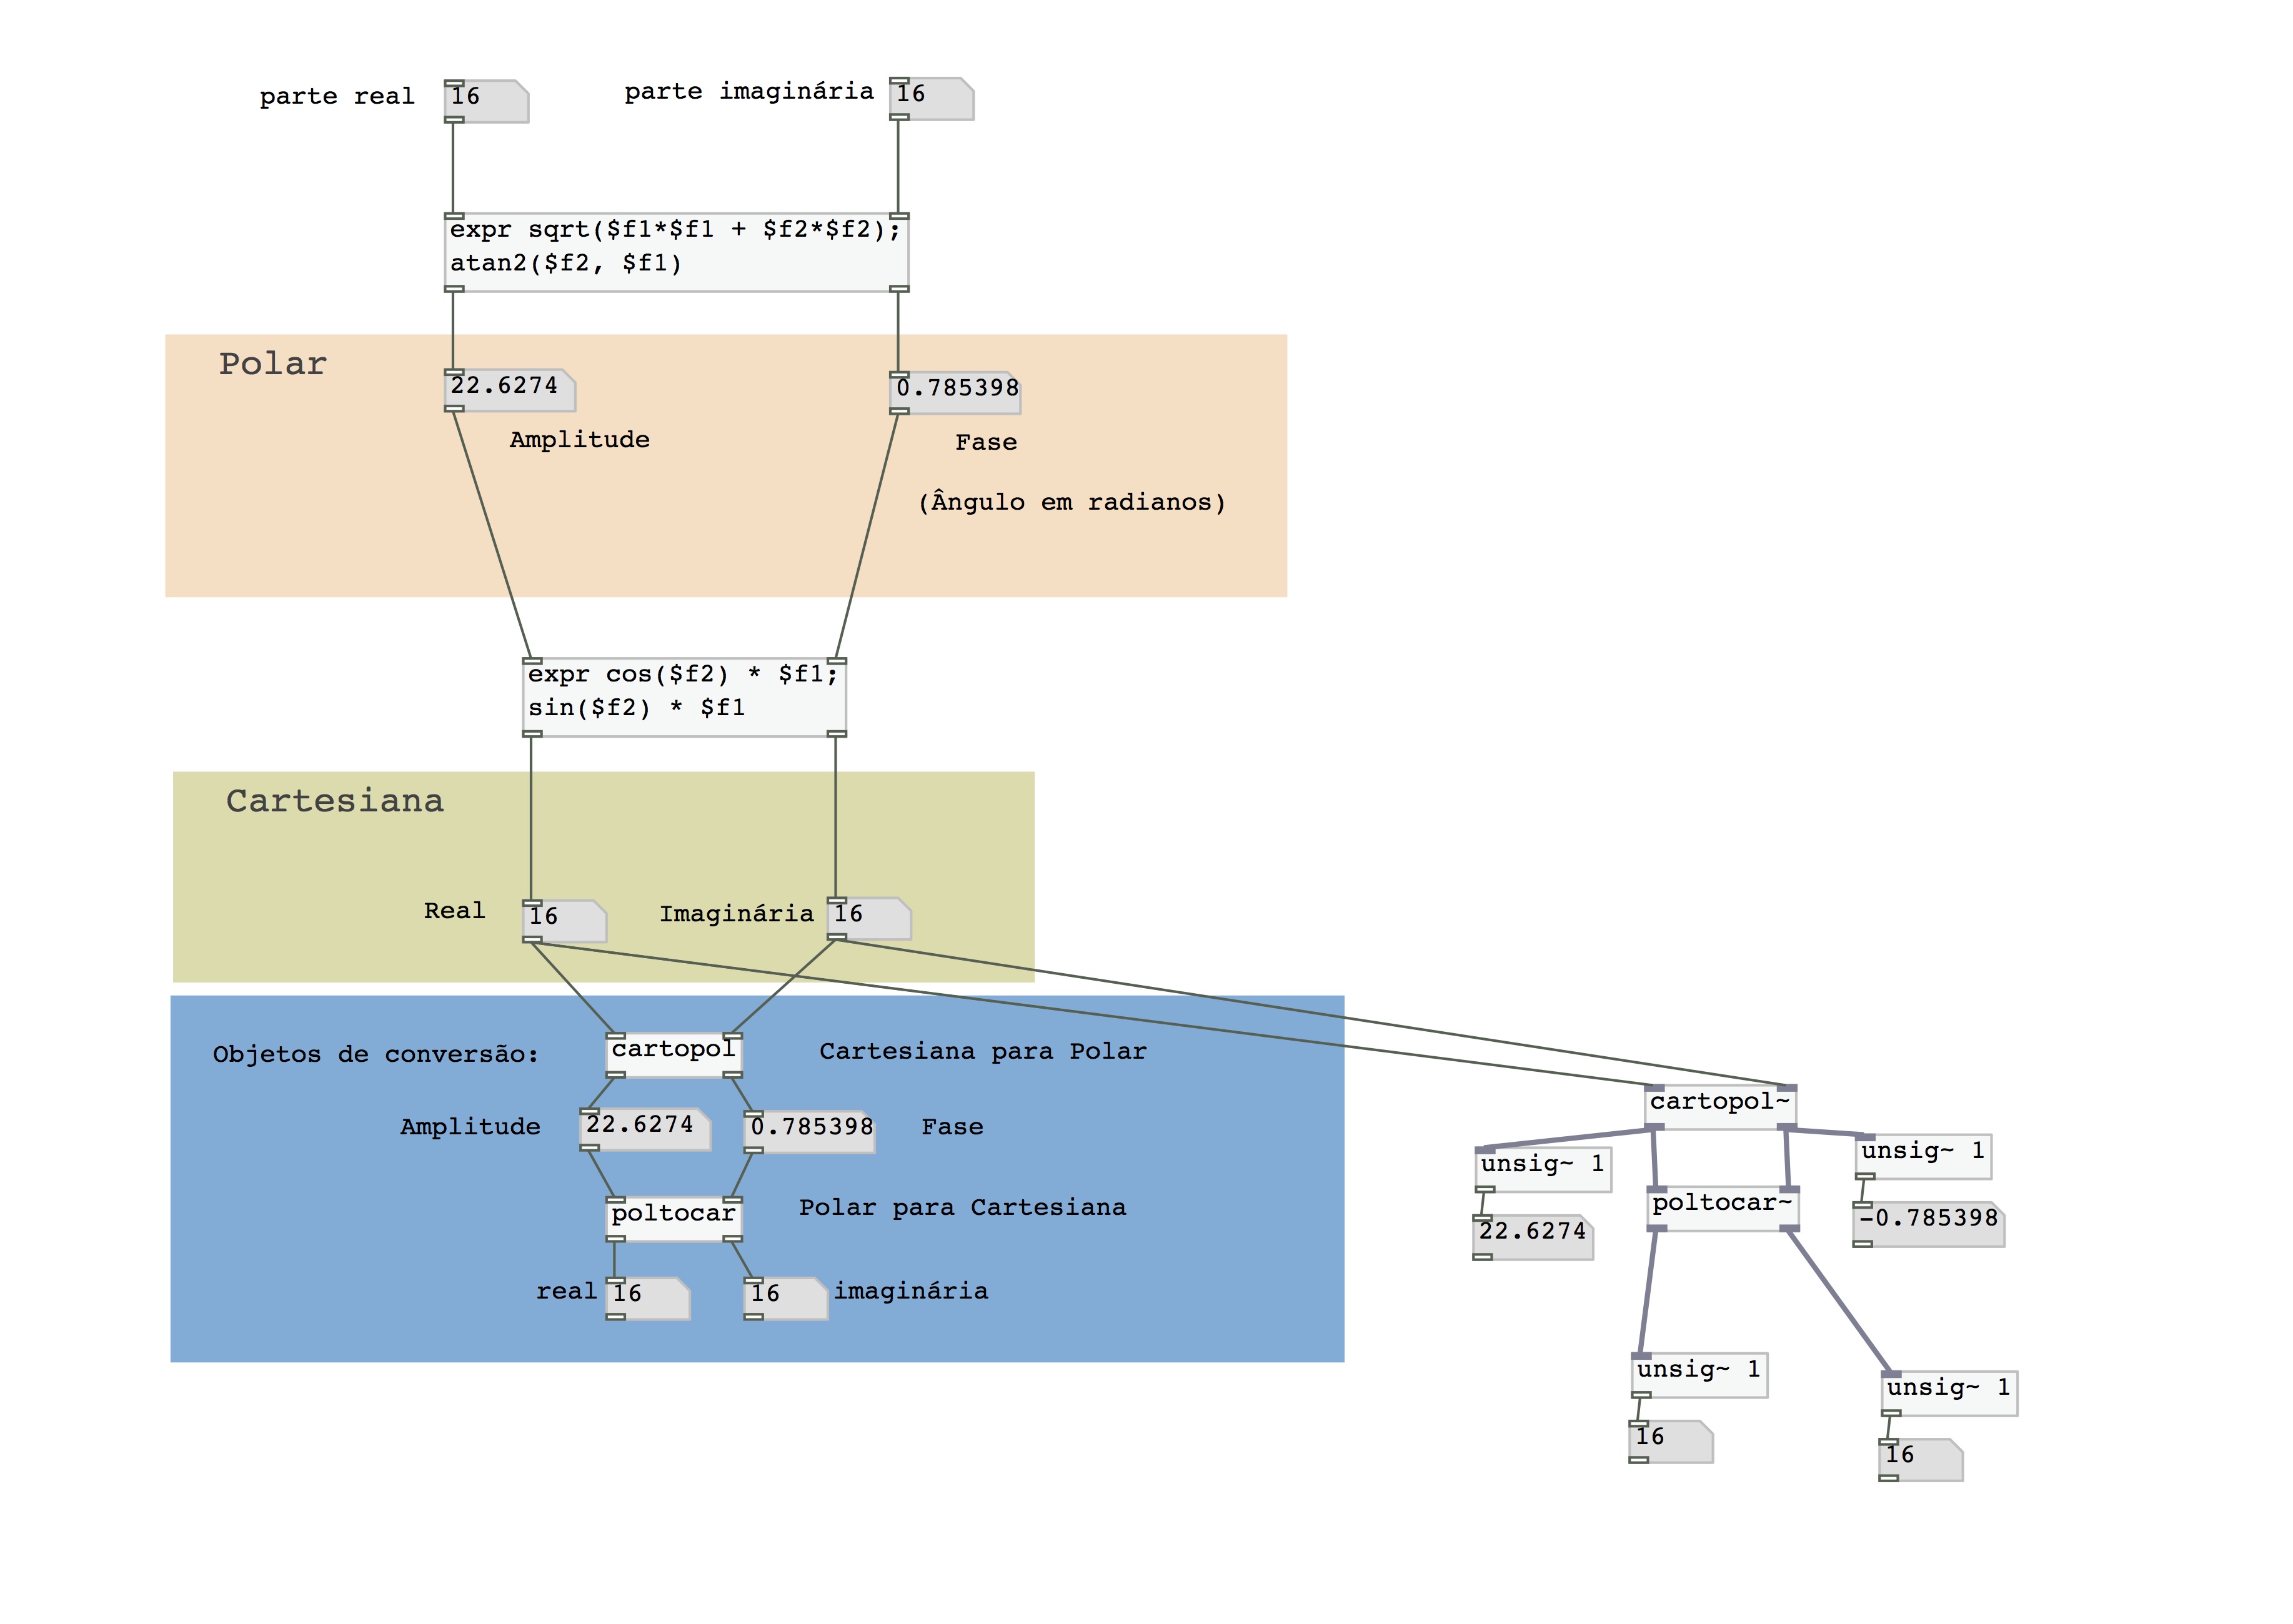 parte real
16
parte imaginária
16
expr sqrt($f1*$f1 + $f2*$f2);
atan2($f2, $f1)
Polar
22.6274
0.785398
Amplitude
Fase
(Ângulo em radianos)
expr cos($f2) * $f1;
sin($f2) * $f1
Cartesiana
Real
16
Imaginária
16
Objetos de conversão:
cartopol
Cartesiana para Polar
Amplitude
22.6274
0.785398
Fase
poltocar
Polar para Cartesiana
real
16
16
imaginária
cartopol~
unsig~ 1
unsig~ 1
poltocar~
22.6274
-0.785398
unsig~ 1
unsig~ 1
16
16